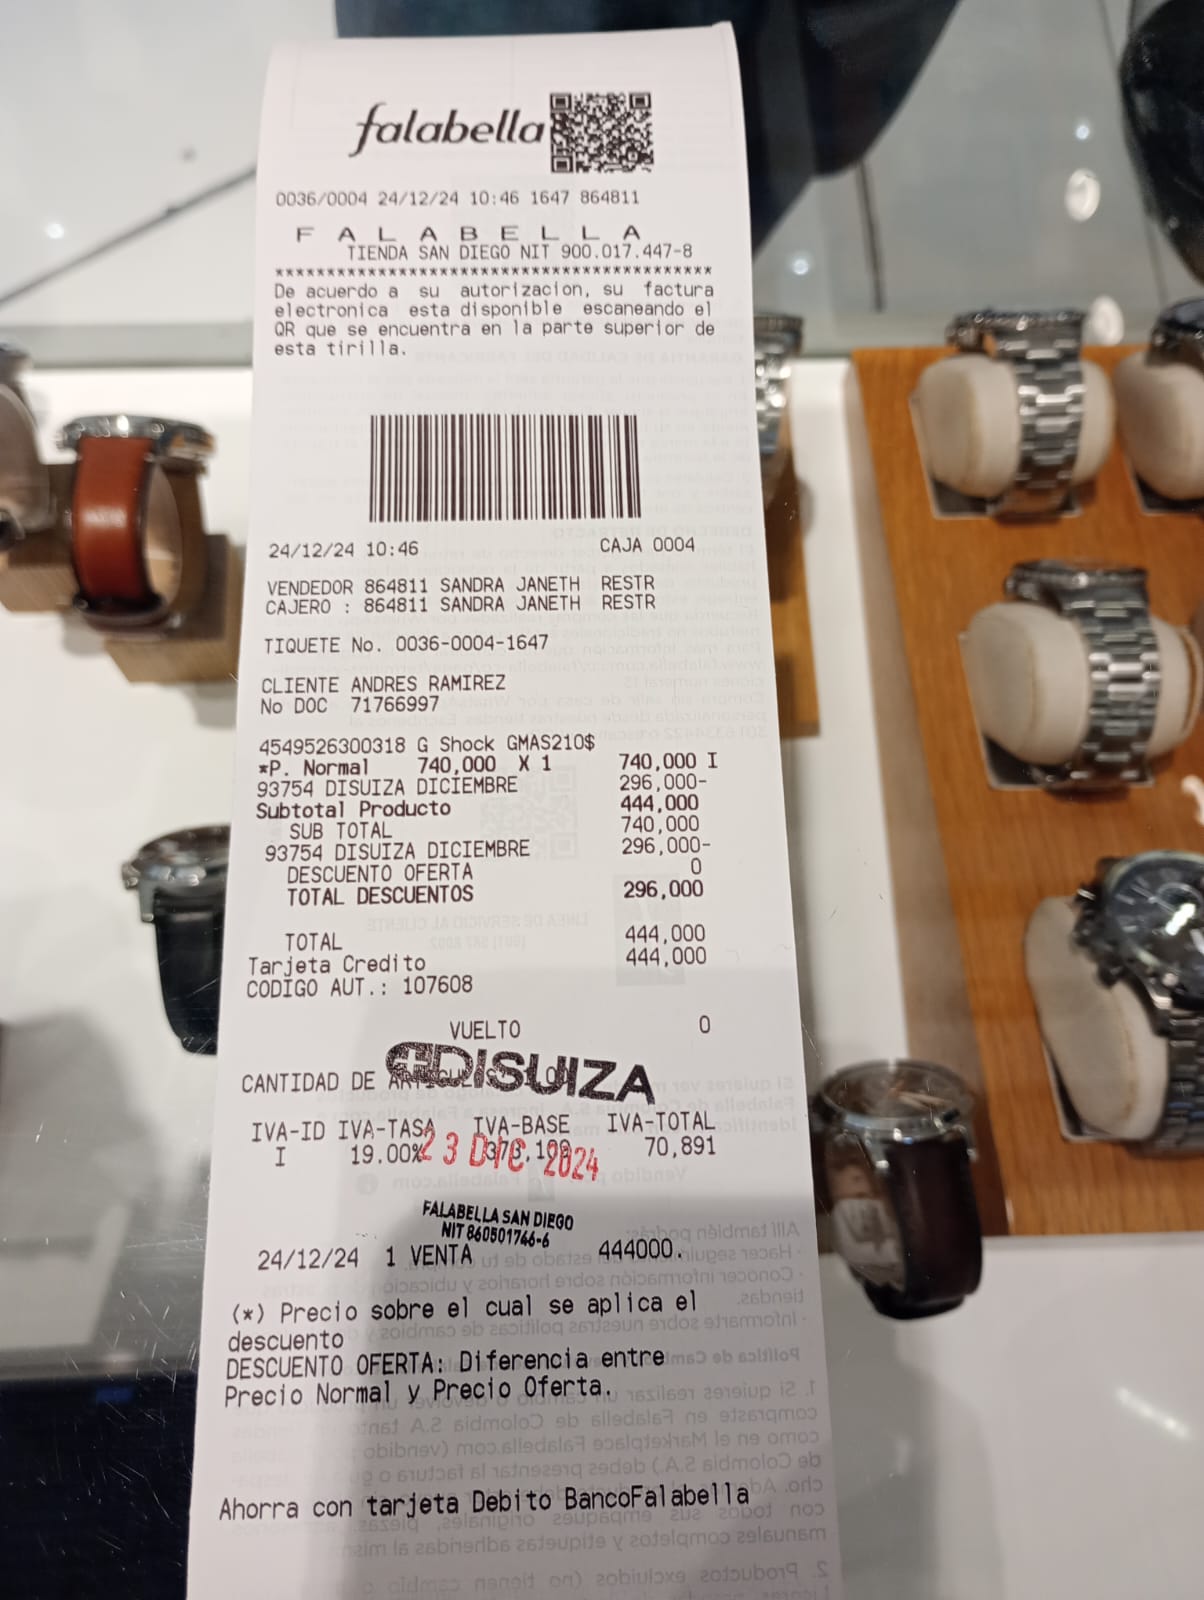 falabella
0036/0004 24/12/24 10:46 1647 864811
F A L A B E L L A
TIENDA SAN DIEGO NIT 900.017.447-8
******************************************
De acuerdo a su autorizacion, su factura
electronica esta disponible escaneando el
QR que se encuentra en la parte superior de
esta tirilla.
24/12/24 10:46 CAJA 0004
VENDEDOR 864811 SANDRA JANETH RESTR
CAJERO : 864811 SANDRA JANETH RESTR
TIQUETE No. 0036-0004-1647
CLIENTE ANDRES RAMIREZ
No DOC 71766997
4549526300318 G Shock GMAS210$
*P. Normal 740,000 X 1 740,000 I
93754 DISUIZA DICIEMBRE 296,000-
Subtotal Producto 444,000
SUB TOTAL 740,000
93754 DISUIZA DICIEMBRE 296,000-
DESCUENTO OFERTA 0
TOTAL DESCUENTOS 296,000
TOTAL 444,000
Tarjeta Credito 444,000
CODIGO AUT.: 107608
VUELTO 0
DISUIZA
CANTIDAD DE
IVA-ID IVA-TASA IVA-BASE IVA-TOTAL
I 19.00% 70,891
23 DIC 2024
FALABELLA SAN DIEGO
NIT 860501746-6
24/12/24 1 VENTA 444000.
(*) Precio sobre el cual se aplica el
descuento
DESCUENTO OFERTA: Diferencia entre
Precio Normal y Precio Oferta.
Ahorra con tarjeta Debito BancoFalabella